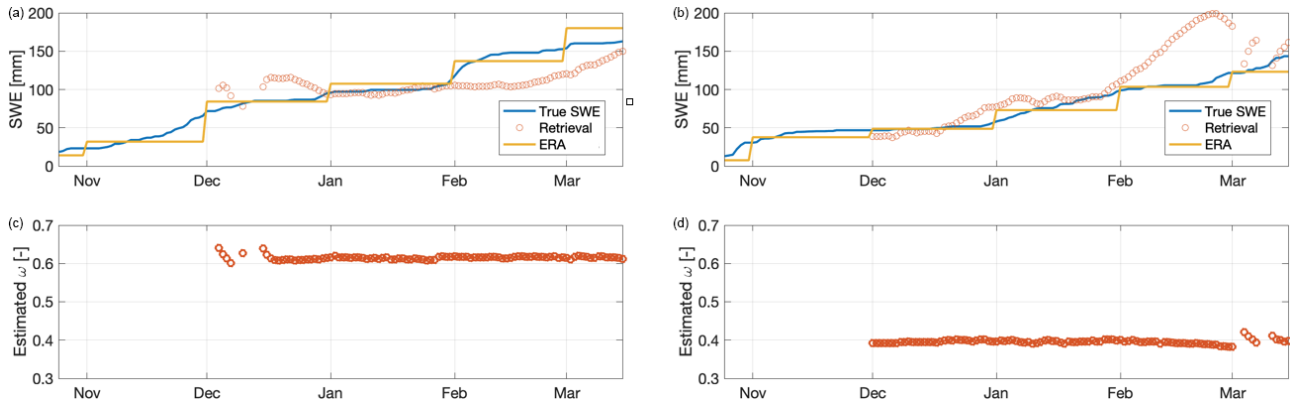 (a)
200
150
100
50
0
SWE [mm]
True SWE
Retrieval
ERA
Nov Dec Jan Feb Mar
(b)
200
150
100
50
0
SWE [mm]
True SWE
Retrieval
ERA
Nov Dec Jan Feb Mar
(c)
0.7
0.6
0.5
0.4
0.3
Estimated ω [-]
Nov Dec Jan Feb Mar
(d)
0.7
0.6
0.5
0.4
0.3
Estimated ω [-]
Nov Dec Jan Feb Mar